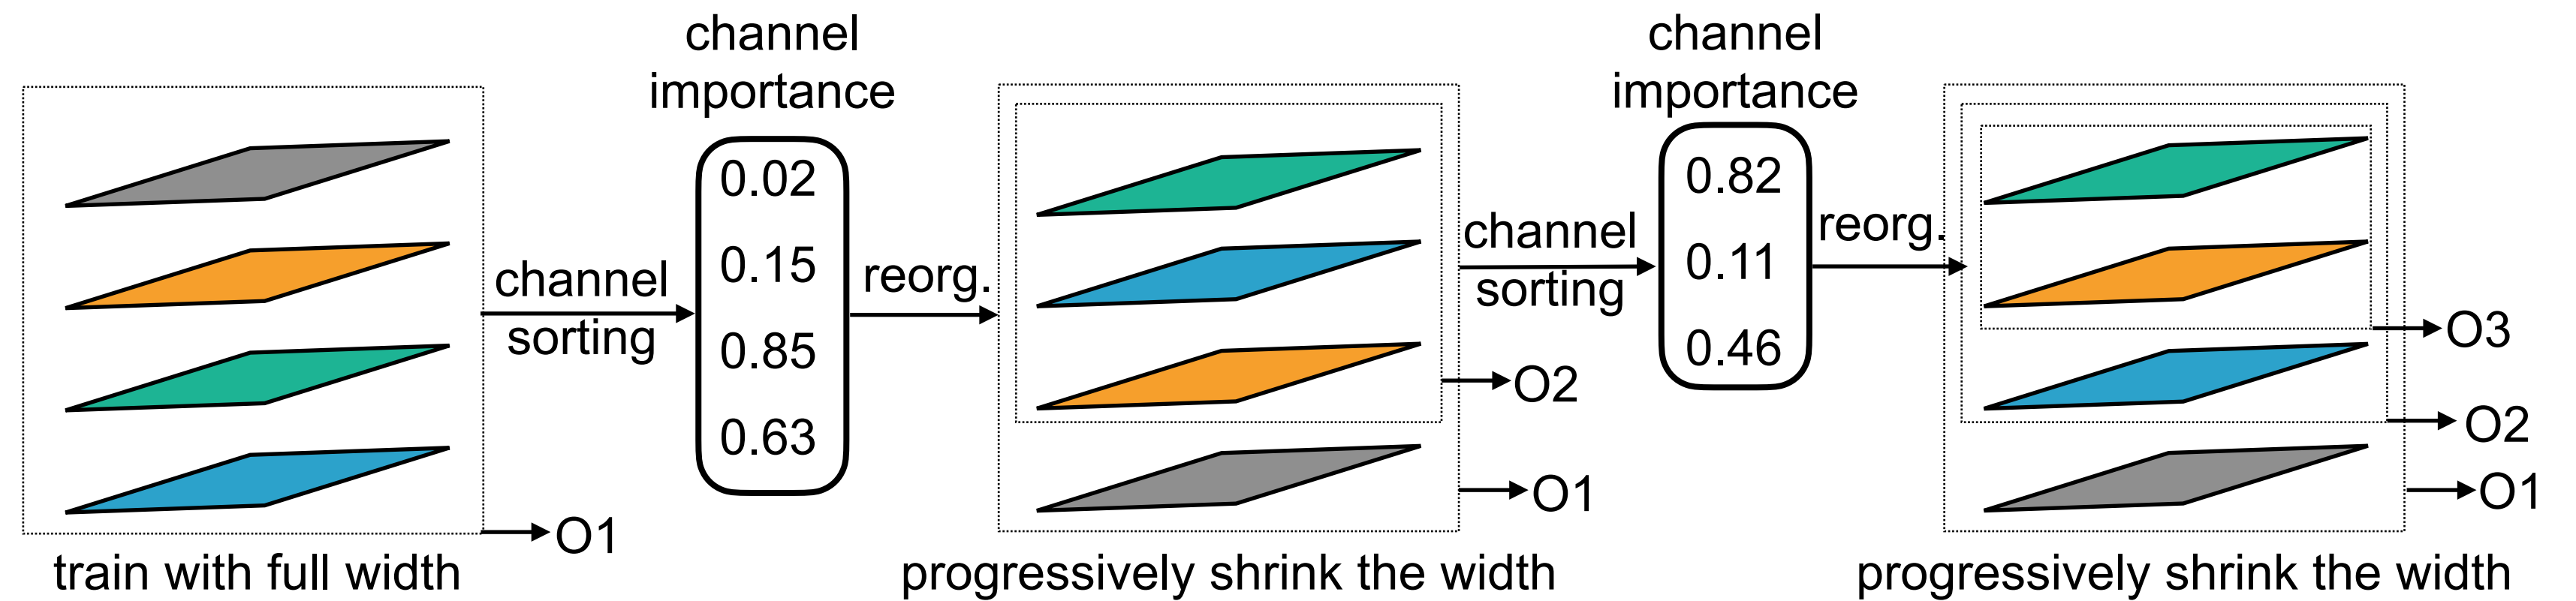 channel
importance
channel
importance
0.02
0.15
0.85
0.63
0.82
0.11
0.46
channel
sorting
reorg.
channel
sorting
reorg.
O1
O2
O1
O3
O2
O1
train with full width
progressively shrink the width
progressively shrink the width